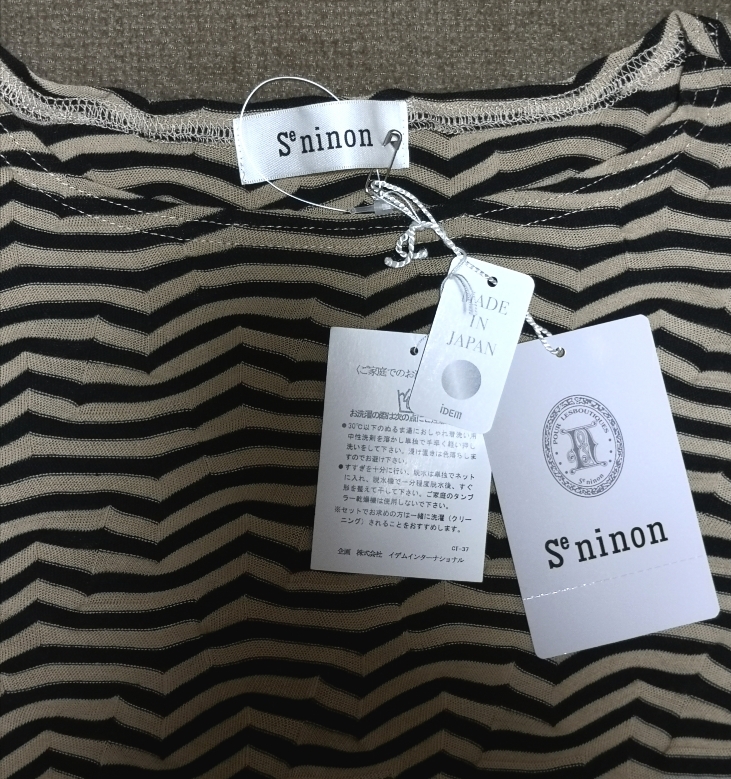 Se ninon
MADE
IN
JAPAN
idem
〈ご家庭でのお
お洗濯の際は次の点に
●30℃以下のぬるま湯におしゃれ着洗い用
中性洗剤を溶かし単独で手早く軽い押し
洗いをして下さい。漬け置きは色落ちしま
すのでお避け下さい。
●すすぎを十分に行い、脱水は単独でネット
に入れ、脱水機で一分程度脱水後、すぐ
形を整えて干して下さい。ご家庭のタンブ
ラー乾燥機は使用しないで下さい。
※セットでお求めの方は一緒に洗濯（クリー
ニング）されることをおすすめします。
CI-37
企画 株式会社 イデムインターナショナル
POUR LESBOUTIQUES
n
Se ninon
Se ninon